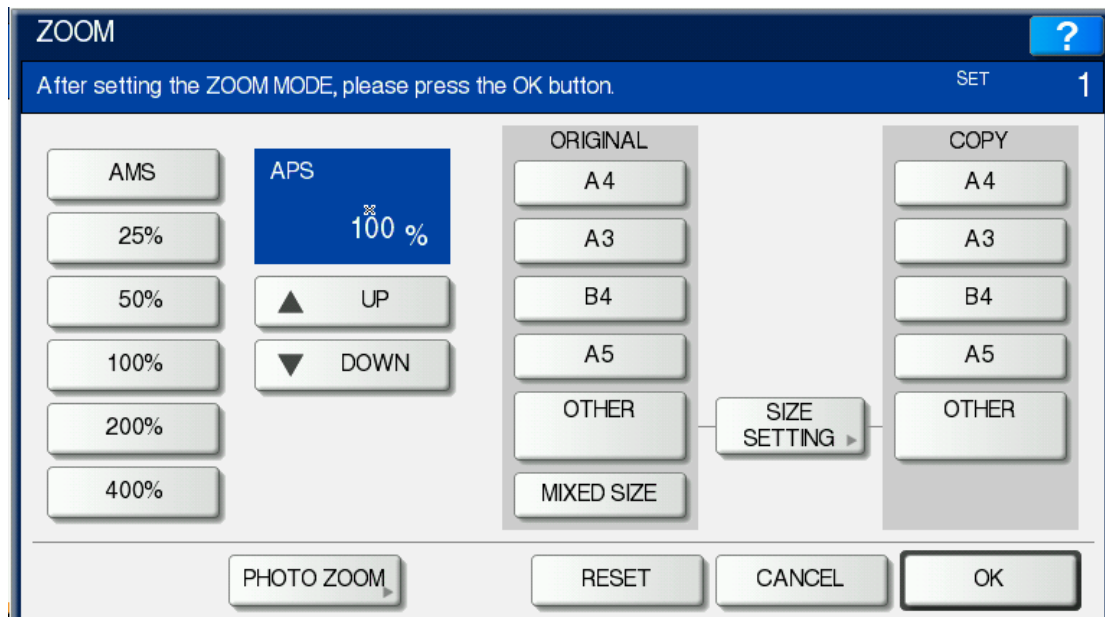 ZOOM
?
After setting the ZOOM MODE, please press the OK button.
SET 1
AMS
25%
50%
100%
200%
400%
APS
100 %
UP
DOWN
ORIGINAL
A4
A3
B4
A5
OTHER
MIXED SIZE
SIZE
SETTING
COPY
A4
A3
B4
A5
OTHER
PHOTO ZOOM
RESET
CANCEL
OK